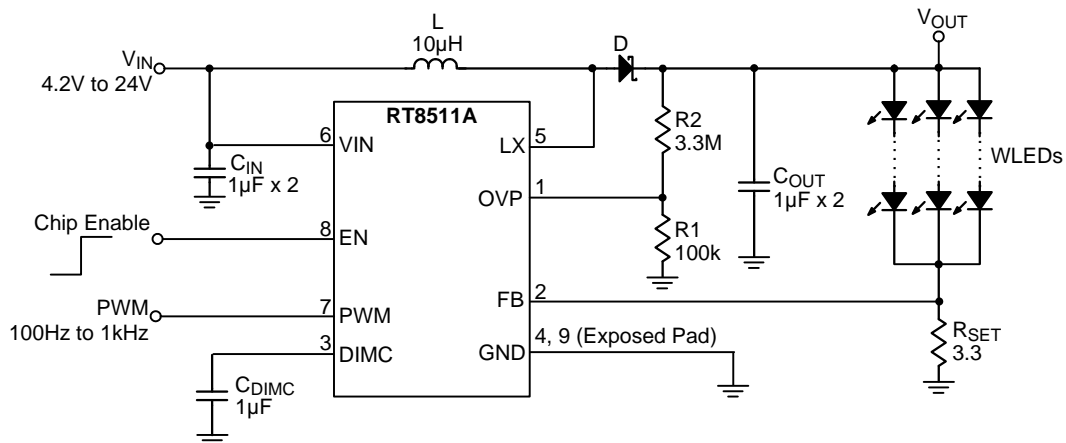 L
10µH
D
VOUT
VIN
4.2V to 24V
RT8511A
6
VIN
LX
5
R2
3.3M
WLEDs
CIN
1µF x 2
OVP
1
COUT
1µF x 2
R1
100k
Chip Enable
8
EN
FB
2
PWM
100Hz to 1kHz
7
PWM
RSET
3.3
3
DIMC
GND
4, 9 (Exposed Pad)
CDIMC
1µF